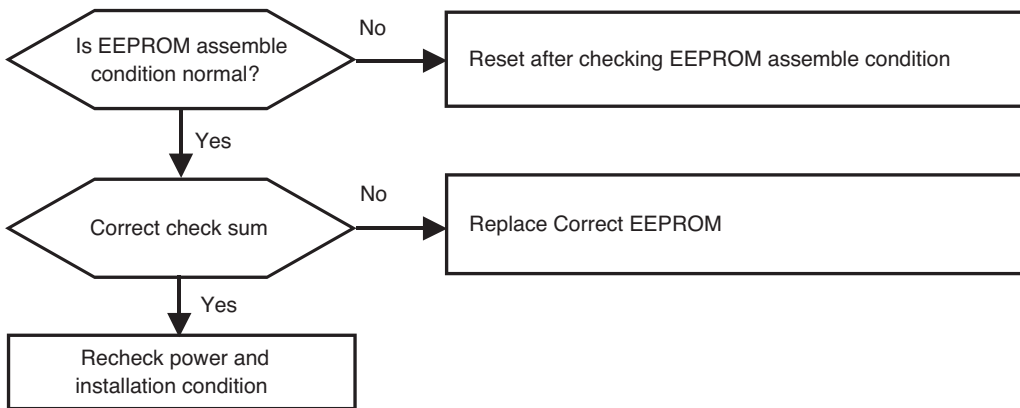 Is EEPROM assemble
condition normal?
No
Reset after checking EEPROM assemble condition
Yes
Correct check sum
No
Replace Correct EEPROM
Yes
Recheck power and
installation condition